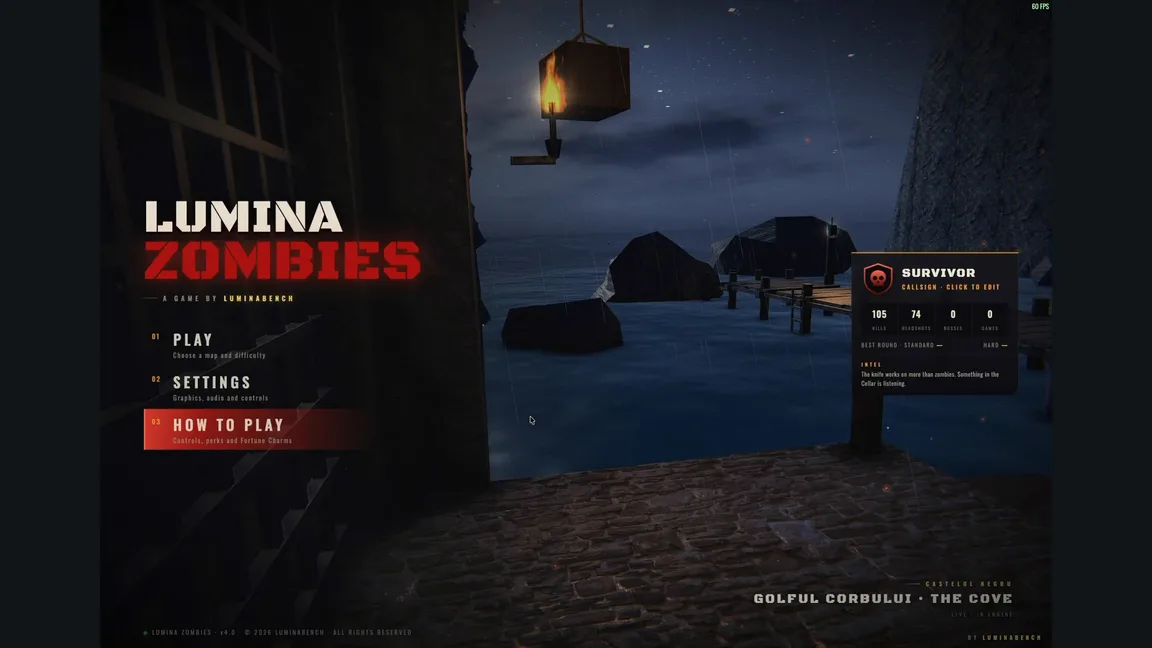 60 FPS
LUMINA
ZOMBIES
A GAME BY LUMINABENCH
01 PLAY
Choose a map and difficulty
02 SETTINGS
Graphics, audio and controls
03 HOW TO PLAY
Controls, perks and Fortune Charms
SURVIVOR
CALLSIGN · CLICK TO EDIT
105 74 0 0
KILLS HEADSHOTS BOSSES GAMES
BEST ROUND · STANDARD — HARD —
INTEL
The knife works on more than zombies. Something in the
Cellar is listening.
CASTELUL NEGRU
GOLFUL CORBULUI · THE COVE
LIVE · IN ENGINE
LUMINA ZOMBIES · v4.0 © 2026 LUMINABENCH · ALL RIGHTS RESERVED
BY LUMINABENCH